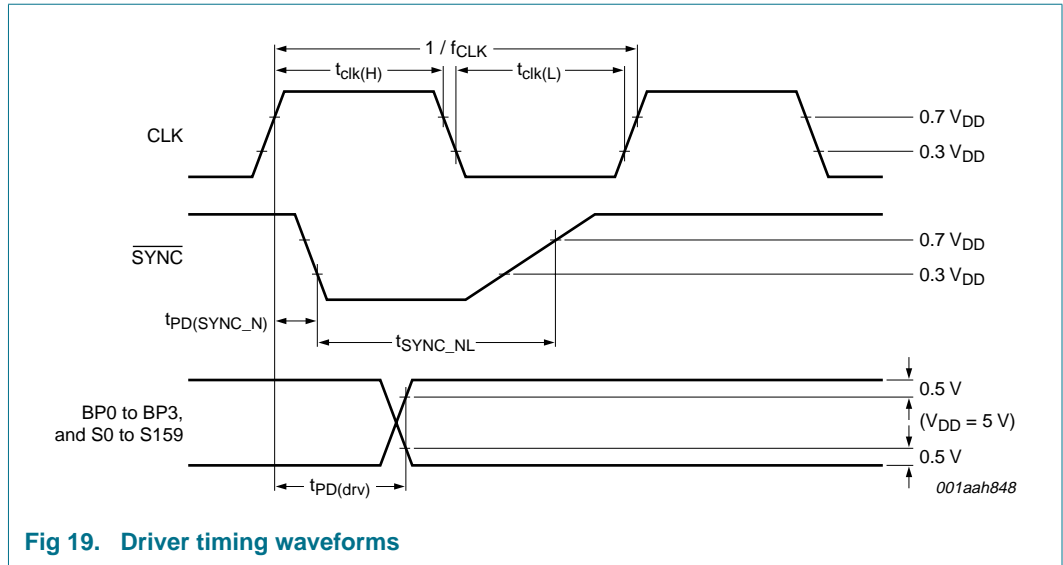 1 / fCLK
tclk(H)
tclk(L)
CLK
0.7 VDD
0.3 VDD
SYNC
0.7 VDD
0.3 VDD
tPD(SYNC_N)
tSYNC_NL
BP0 to BP3,
and S0 to S159
0.5 V
(VDD = 5 V)
0.5 V
tPD(drv)
001aah848
Fig 19. Driver timing waveforms